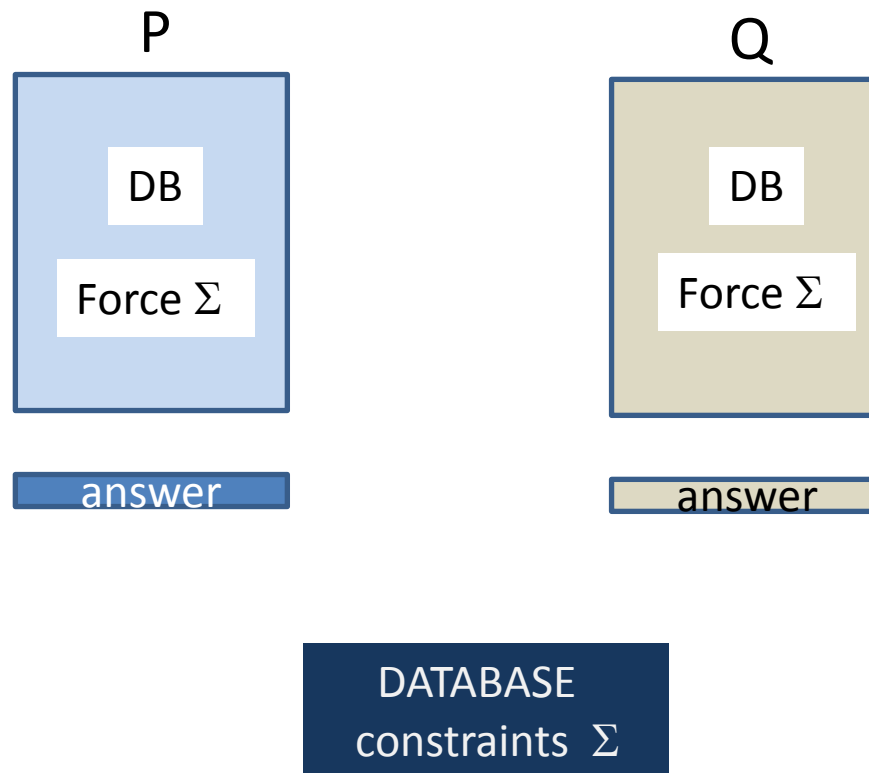 P
Q
DB
DB
Force Σ
Force Σ
answer
answer
DATABASE
constraints Σ